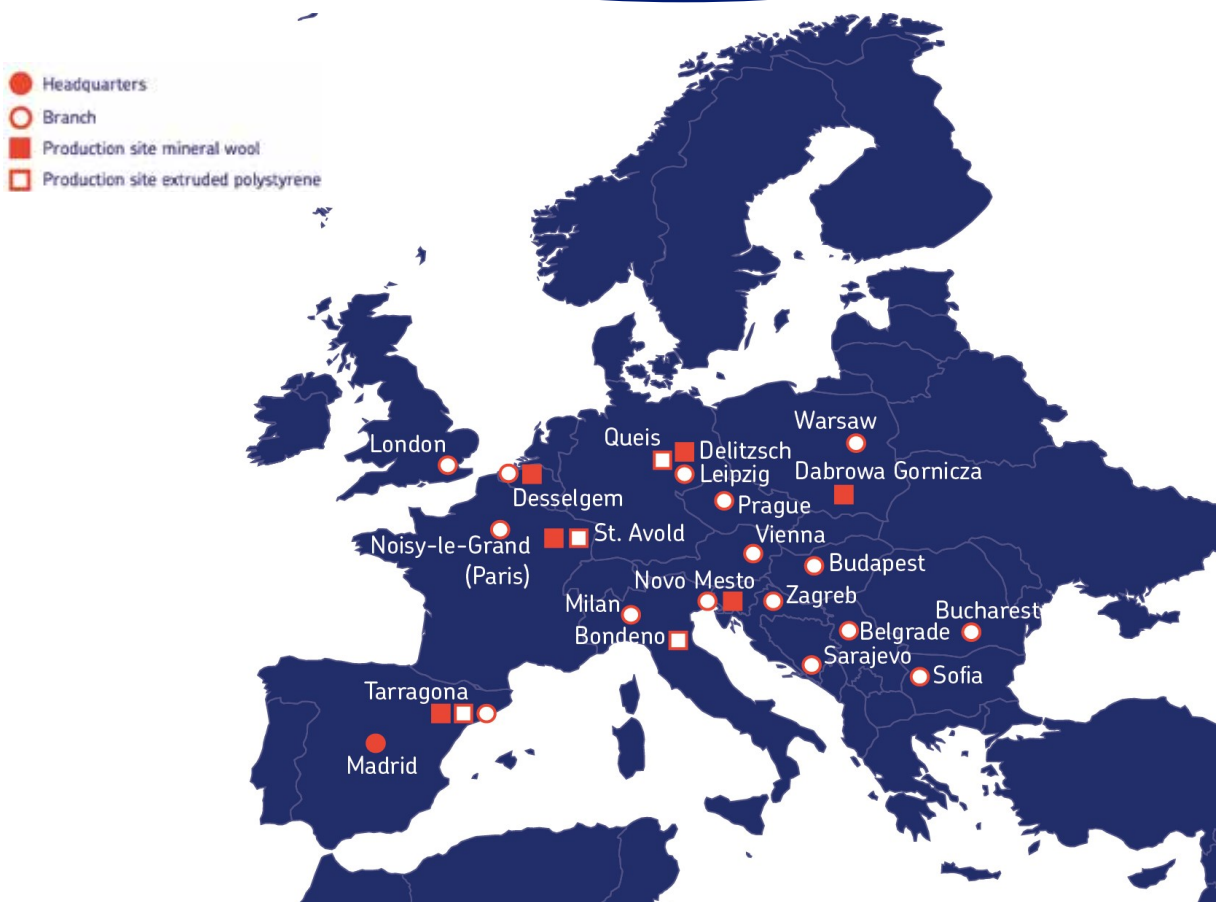 Headquarters
Branch
Production site mineral wool
Production site extruded polystyrene
Warsaw
London
Queis
Delitzsch
Dabrowa Gornicza
Leipzig
Desselgem
Prague
St. Avold
Vienna
Noisy-le-Grand
(Paris)
Budapest
Novo Mesto
Zagreb
Milan
Bucharest
Bondeno
Belgrade
Sarajevo
Sofia
Tarragona
Madrid